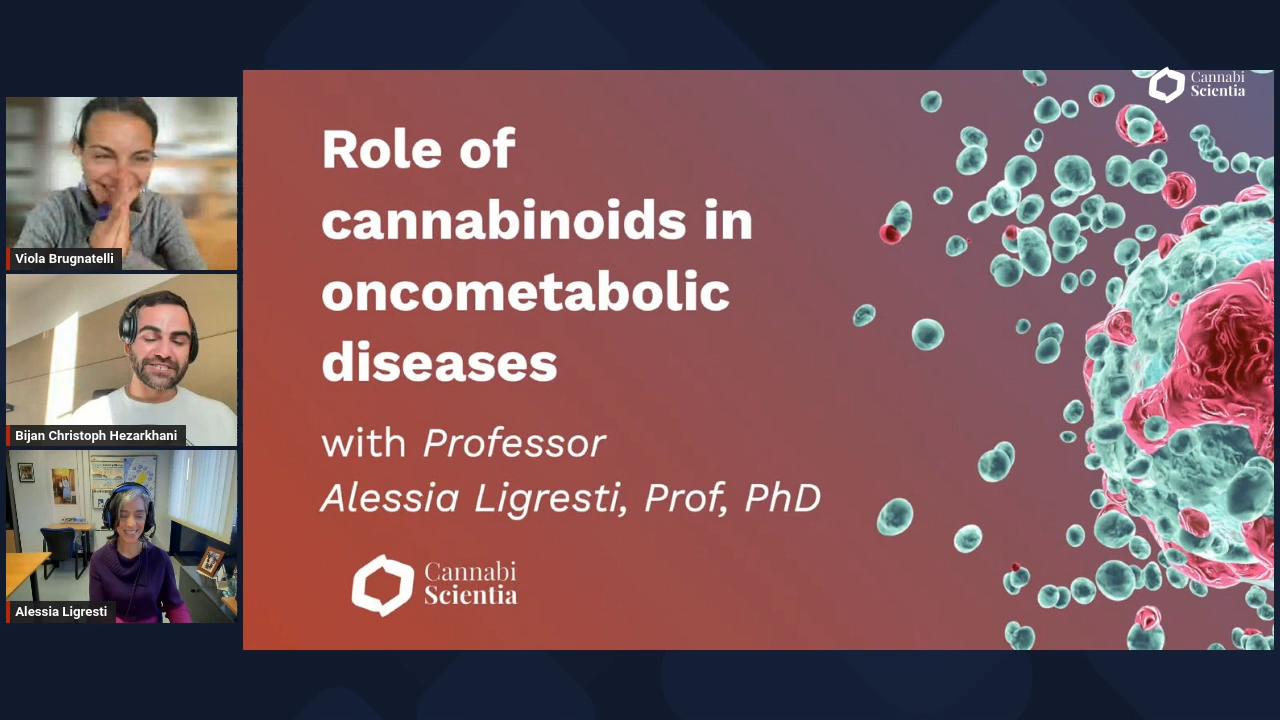 Cannabi
Scientia
Role of
cannabinoids in
oncometabolic
diseases
with Professor
Alessia Ligresti, Prof, PhD
Cannabi
Scientia
Viola Brugnatelli
Bijan Christoph Hezarkhani
Alessia Ligresti